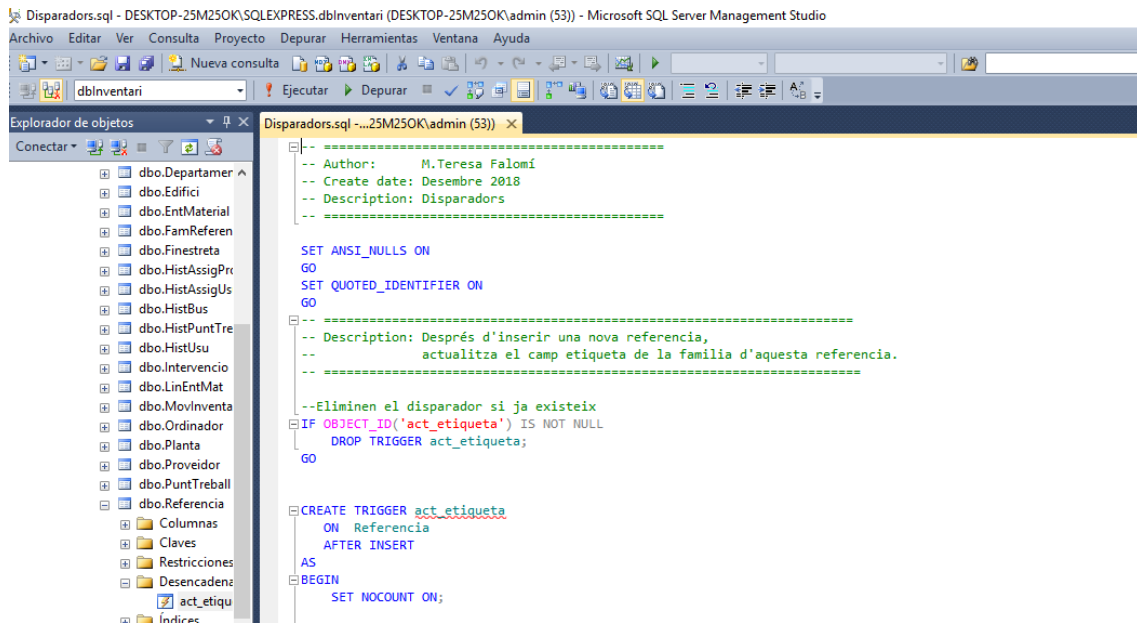 Disparadors.sql - DESKTOP-25M25OK\SQLEXPRESS.dbInventari (DESKTOP-25M25OK\admin (53)) - Microsoft SQL Server Management Studio
Archivo Editar Ver Consulta Proyecto Depurar Herramientas Ventana Ayuda
Nueva consulta
dbInventari Ejecutar Depurar
Explorador de objetos
Conectar
dbo.Departamen
dbo.Edifici
dbo.EntMaterial
dbo.FamReferen
dbo.Finestreta
dbo.HistAssigPro
dbo.HistAssigUs
dbo.HistBus
dbo.HistPuntTre
dbo.HistUsu
dbo.Intervencio
dbo.LinEntMat
dbo.MovInventa
dbo.Ordinador
dbo.Planta
dbo.Proveidor
dbo.PuntTreball
dbo.Referencia
Columnas
Claves
Restricciones
Desencadena
act_etiqu
Índices
Disparadors.sql -...25M25OK\admin (53))
-- =============================================
-- Author: M.Teresa Falomí
-- Create date: Desembre 2018
-- Description: Disparadors
-- =============================================
SET ANSI_NULLS ON
GO
SET QUOTED_IDENTIFIER ON
GO
-- ======================================================================
-- Description: Després d'inserir una nova referencia,
-- actualitza el camp etiqueta de la familia d'aquesta referencia.
-- =======================================================================
--Eliminen el disparador si ja existeix
IF OBJECT_ID('act_etiqueta') IS NOT NULL
DROP TRIGGER act_etiqueta;
GO
CREATE TRIGGER act_etiqueta
ON Referencia
AFTER INSERT
AS
BEGIN
SET NOCOUNT ON;